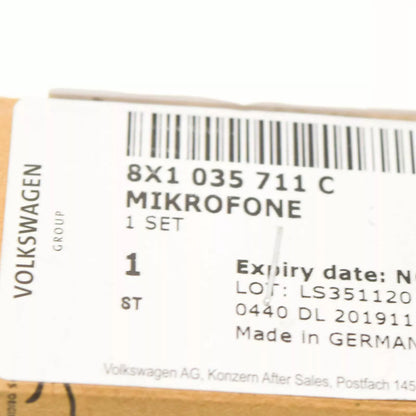 VOLKSWAGEN
GROUP
8X1 035 711 C
MIKROFONE
1 SET
1
ST
Expiry date:
LOT: LS351120
0440 DL 201911
Made in GERMAN
Volkswagen AG, Konzern After Sales, Postfach 145